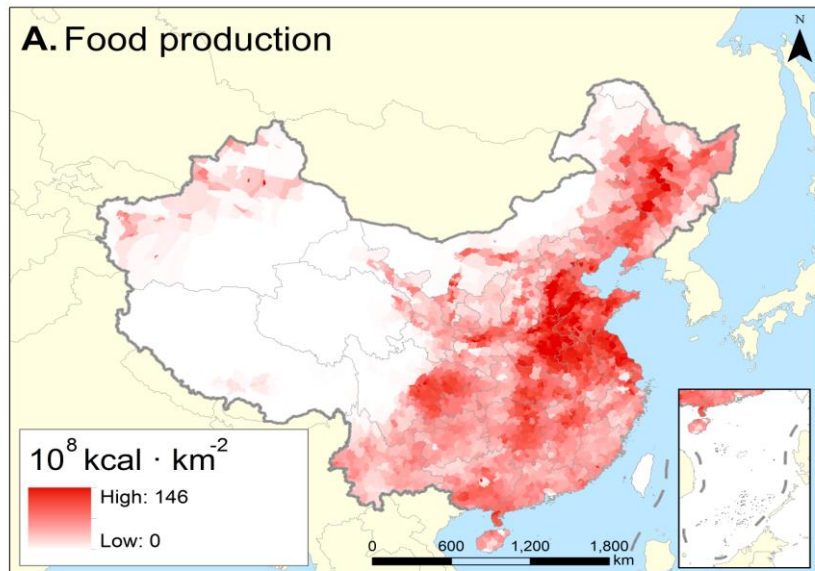 A. Food production
N
10⁸ kcal · km⁻²
High: 146
Low: 0
0 600 1,200 1,800
km